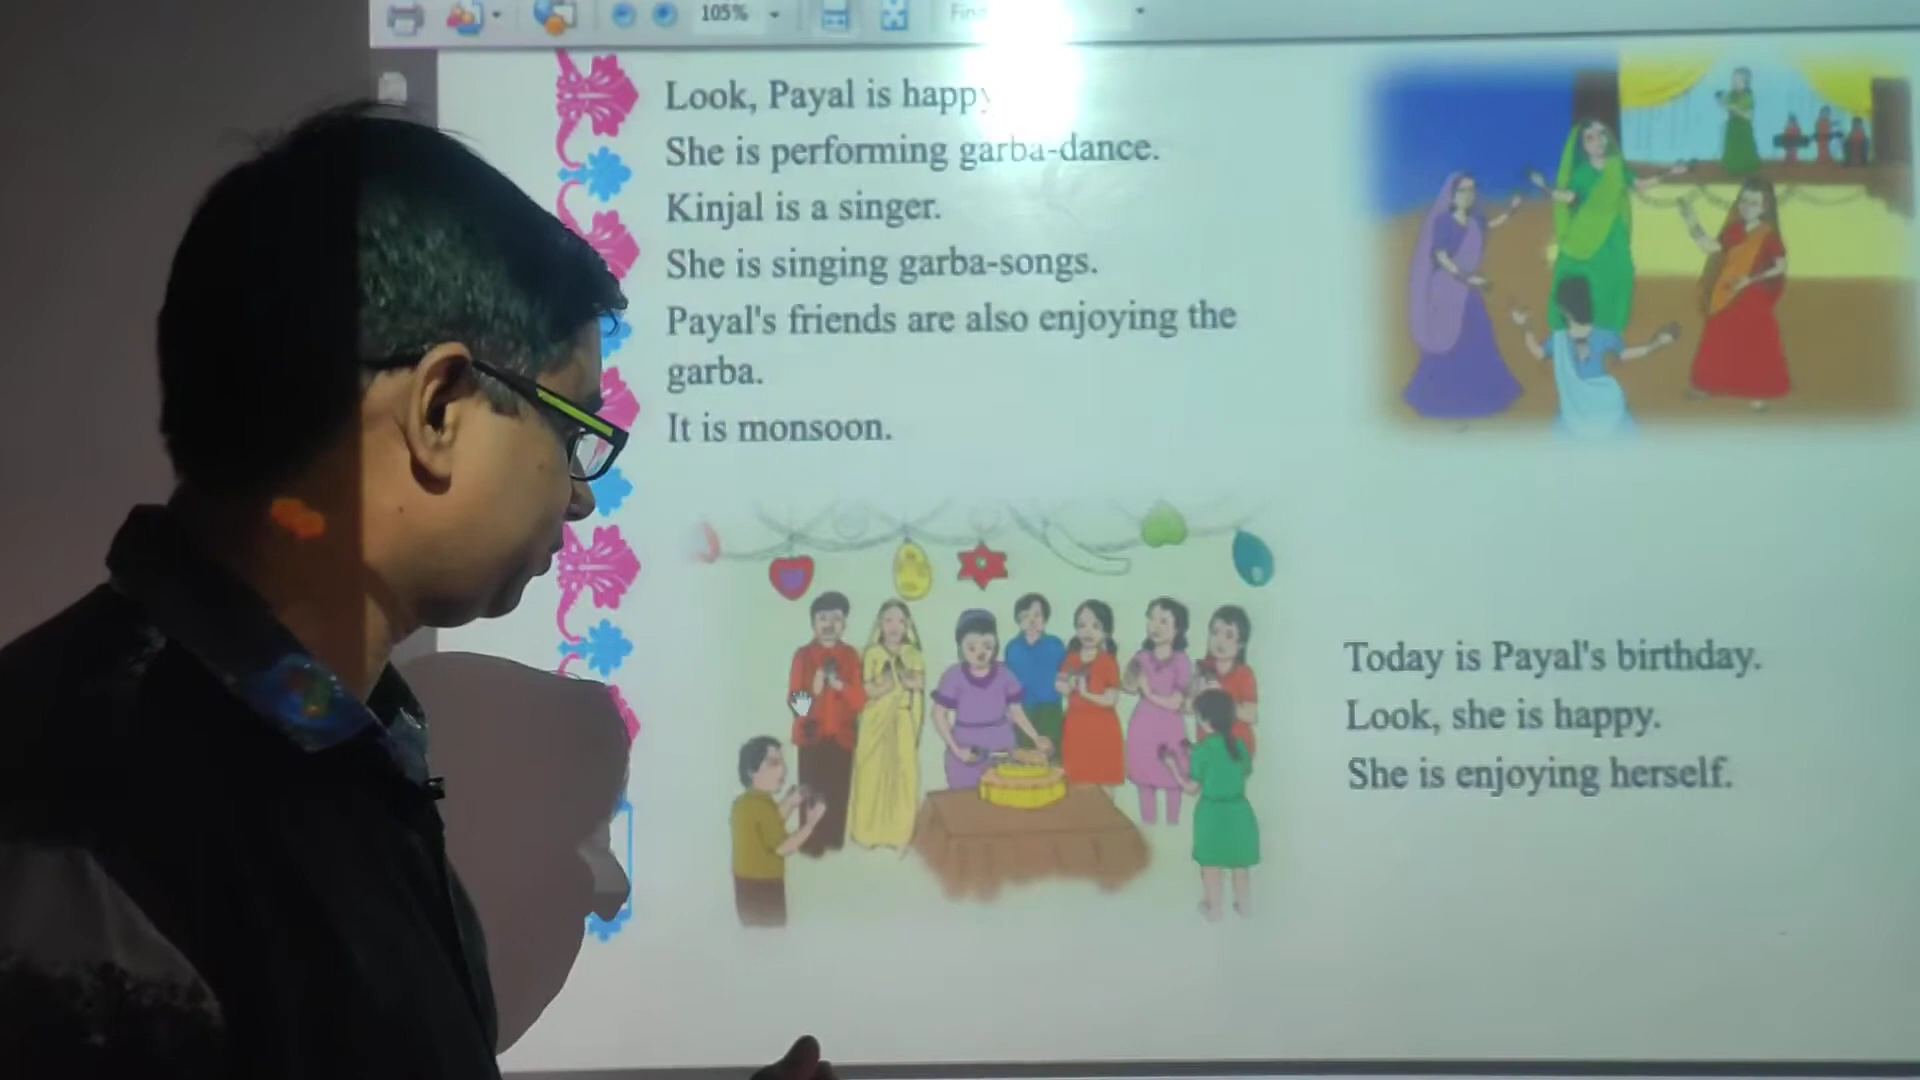 105%
Look, Payal is happy
She is performing garba-dance.
Kinjal is a singer.
She is singing garba-songs.
Payal's friends are also enjoying the
garba.
It is monsoon.
Today is Payal's birthday.
Look, she is happy.
She is enjoying herself.